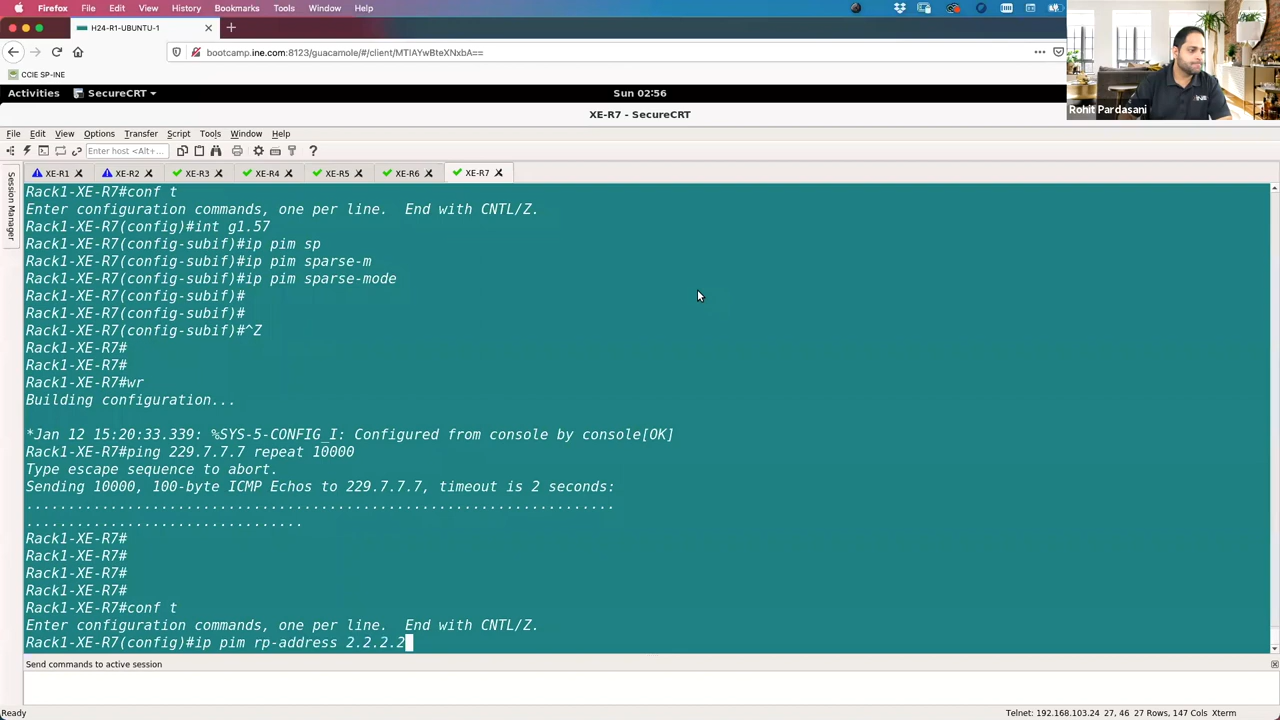 Firefox File Edit View History Bookmarks Tools Window Help
H24-R1-UBUNTU-1
bootcamp.ine.com:8123/guacamole/#/client/MTIAYwBteXNxbA==
CCIE SP-INE
Rohit Pardasani
Activities SecureCRT Sun 02:56
XE-R7 - SecureCRT
File Edit View Options Transfer Script Tools Window Help
Enter host <Alt+...
XE-R1 XE-R2 XE-R3 XE-R4 XE-R5 XE-R6 XE-R7
Session Manager
Rack1-XE-R7#conf t
Enter configuration commands, one per line.  End with CNTL/Z.
Rack1-XE-R7(config)#int g1.57
Rack1-XE-R7(config-subif)#ip pim sp
Rack1-XE-R7(config-subif)#ip pim sparse-m
Rack1-XE-R7(config-subif)#ip pim sparse-mode
Rack1-XE-R7(config-subif)#
Rack1-XE-R7(config-subif)#
Rack1-XE-R7(config-subif)#^Z
Rack1-XE-R7#
Rack1-XE-R7#
Rack1-XE-R7#wr
Building configuration...
*Jan 12 15:20:33.339: %SYS-5-CONFIG_I: Configured from console by console[OK]
Rack1-XE-R7#ping 229.7.7.7 repeat 10000
Type escape sequence to abort.
Sending 10000, 100-byte ICMP Echos to 229.7.7.7, timeout is 2 seconds:
......................................................................
.................................
Rack1-XE-R7#
Rack1-XE-R7#
Rack1-XE-R7#
Rack1-XE-R7#
Rack1-XE-R7#conf t
Enter configuration commands, one per line.  End with CNTL/Z.
Rack1-XE-R7(config)#ip pim rp-address 2.2.2.2
Send commands to active session
Ready Telnet: 192.168.103.24 27, 46 27 Rows, 147 Cols Xterm